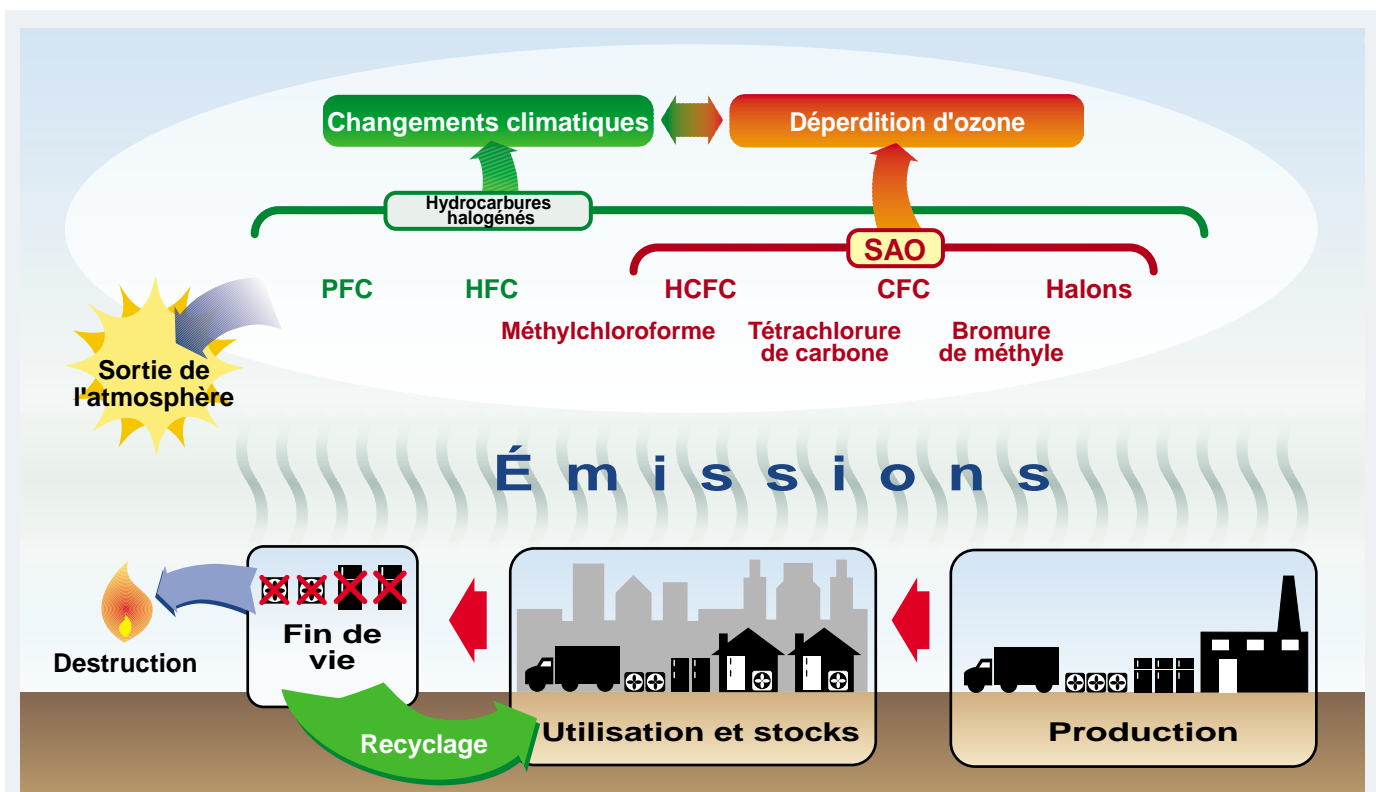 Changements climatiques
Déperdition d'ozone
Hydrocarbures
halogénés
SAO
PFC
HFC
HCFC
CFC
Halons
Méthylchloroforme
Tétrachlorure
de carbone
Bromure
de méthyle
Sortie de
l'atmosphère
Émissions
Destruction
Fin de
vie
Recyclage
Utilisation et stocks
Production